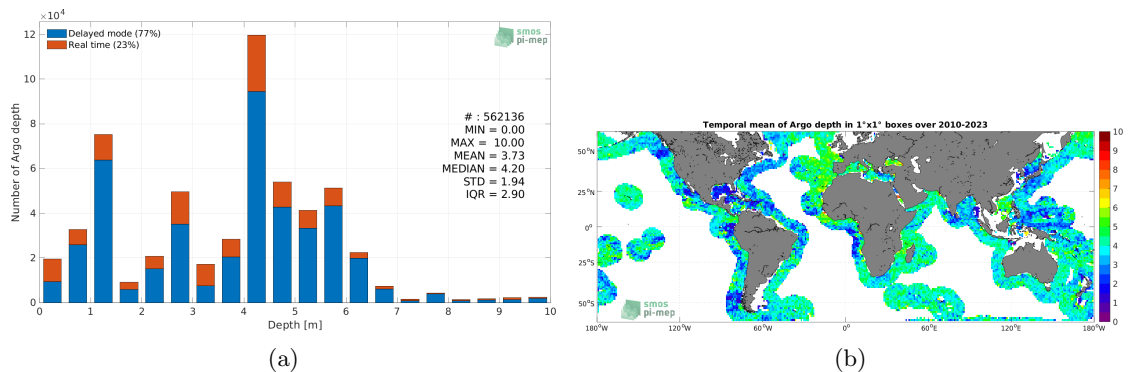 ×10⁴
Delayed mode (77%)
Real time (23%)
smos
pi-mep
Number of Argo depth
12
10
8
6
4
2
0
# : 562136
MIN = 0.00
MAX = 10.00
MEAN = 3.73
MEDIAN = 4.20
STD = 1.94
IQR = 2.90
0 1 2 3 4 5 6 7 8 9 10
Depth [m]
(a)
Temporal mean of Argo depth in 1°x1° boxes over 2010-2023
50°N
25°N
0°
25°S
50°S
smos
pi-mep
180°W 120°W 60°W 0° 60°E 120°E 180°W
10
9
8
7
6
5
4
3
2
1
0
(b)